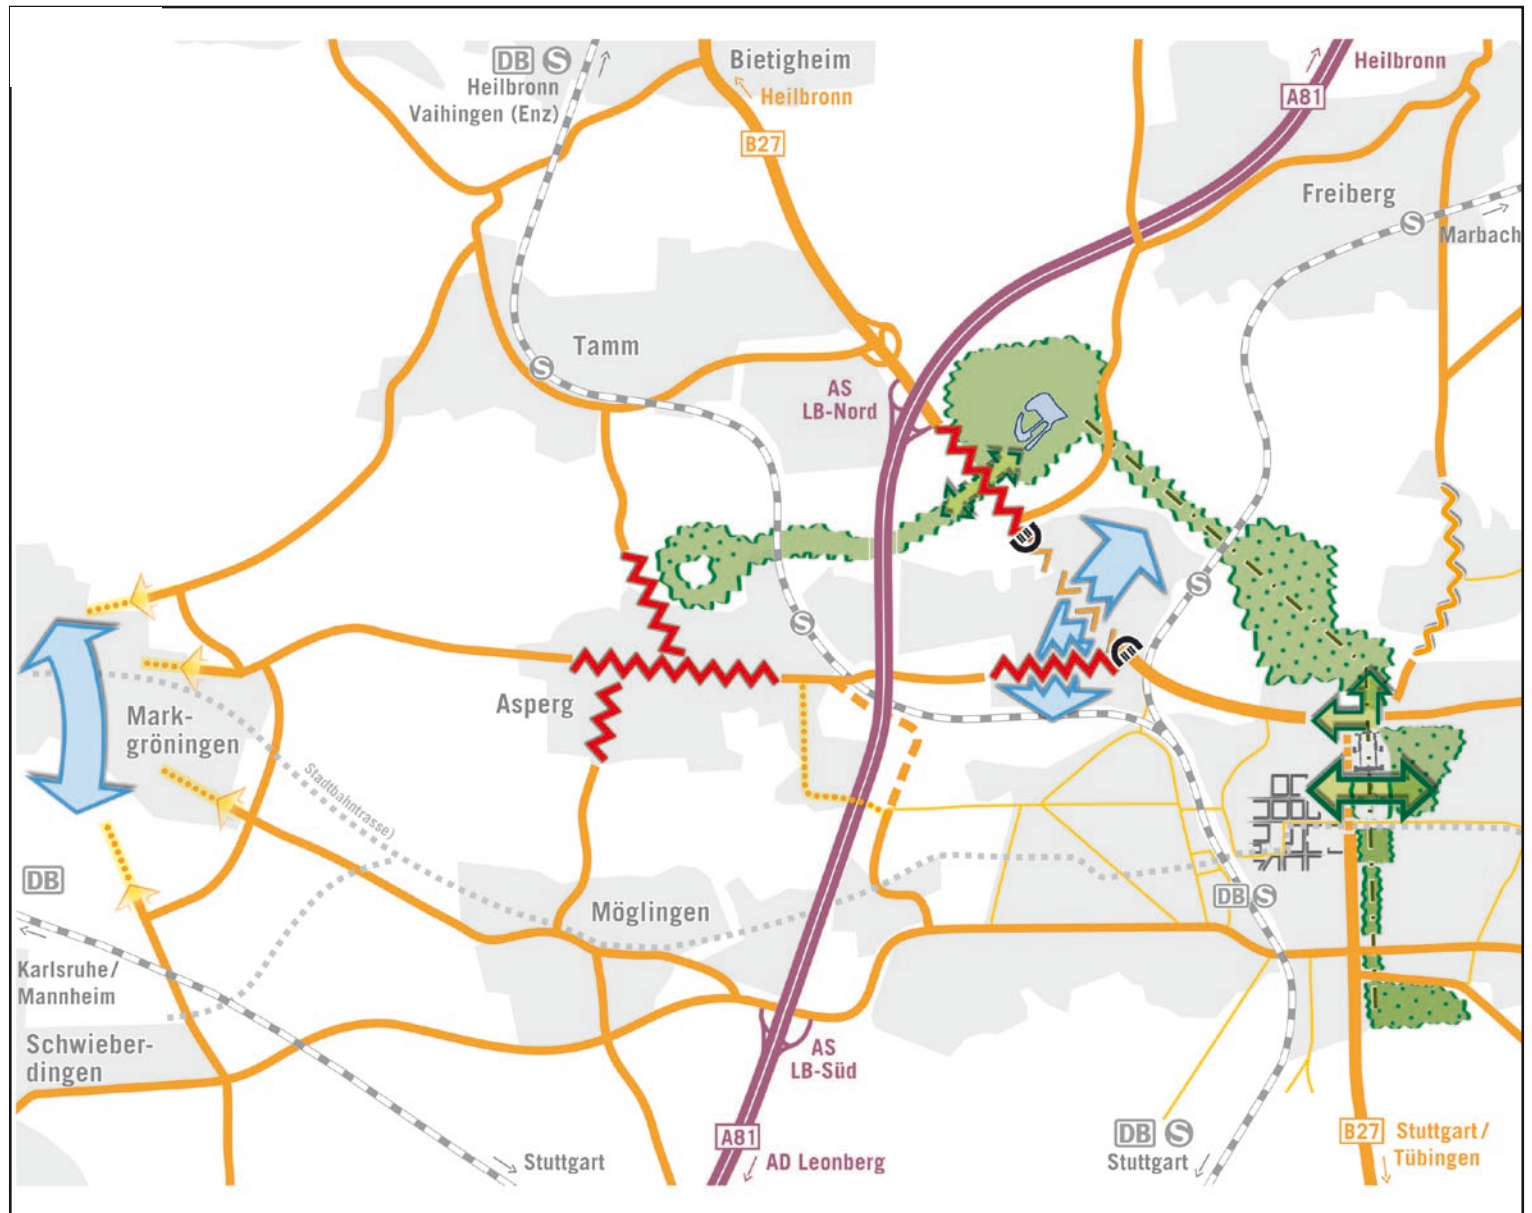 DB S
Heilbronn
Vaihingen (Enz)
Bietigheim
Heilbronn
B27
Heilbronn
A81
Freiberg
S
Marbach
Tamm
S
AS
LB-Nord
S
S
Asperg
Mark-
gröningen
Stadtbahntrasse)
DB
DB S
Möglingen
Karlsruhe/
Mannheim
Schwieber-
dingen
AS
LB-Süd
A81
AD Leonberg
Stuttgart
DB S
Stuttgart
B27
Stuttgart/
Tübingen